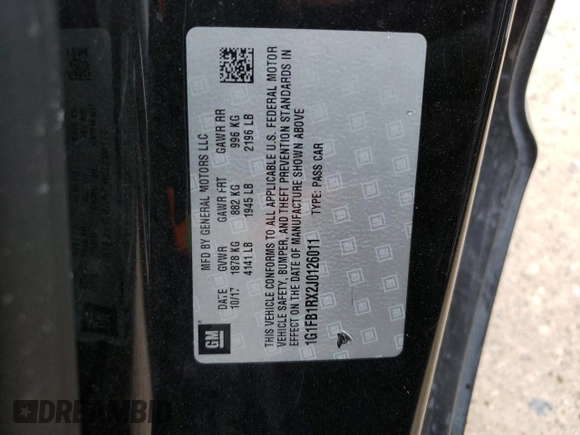 GM
MFD BY GENERAL MOTORS LLC
DATE GVWR GAWR FRT GAWR RR
10/17 1878 KG 882 KG 996 KG
4141 LB 1945 LB 2196 LB
THIS VEHICLE CONFORMS TO ALL APPLICABLE U.S. FEDERAL MOTOR
VEHICLE SAFETY, BUMPER, AND THEFT PREVENTION STANDARDS IN
EFFECT ON THE DATE OF MANUFACTURE SHOWN ABOVE
1G1FB1RX2J0126011 TYPE: PASS CAR
DREAMBID